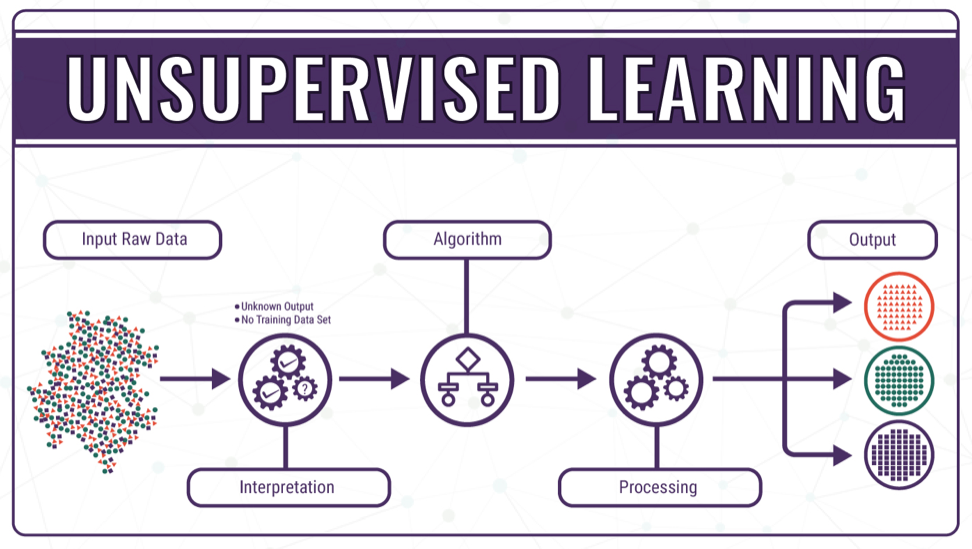 UNSUPERVISED LEARNING
Input Raw Data
Algorithm
Output
●Unknown Output
●No Training Data Set
?
Interpretation
Processing